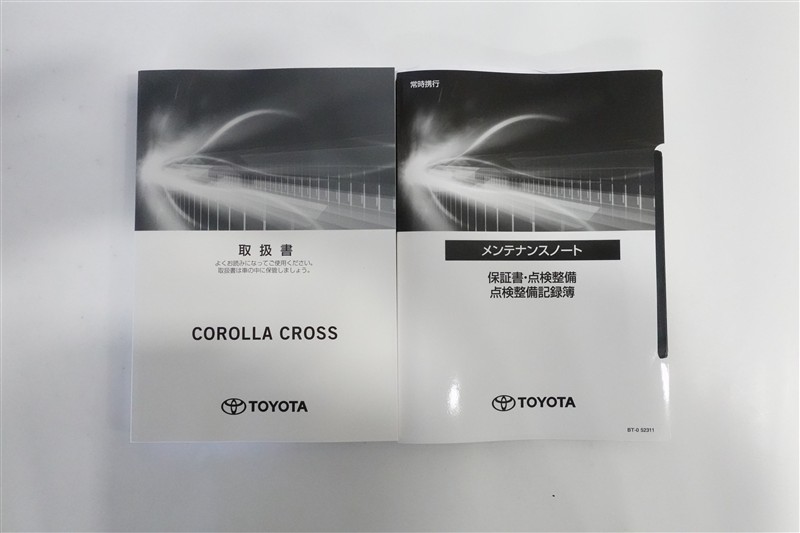 取扱書
よくお読みになってご使用ください。
取扱書は車の中に保管しましょう。
COROLLA CROSS
TOYOTA
常時携行
メンテナンスノート
保証書・点検整備
点検整備記録簿
TOYOTA
BT-0 S2311